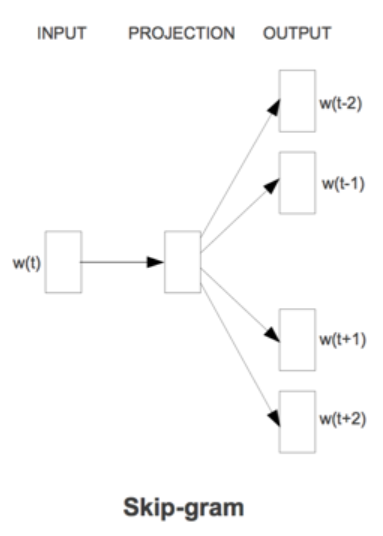 INPUT PROJECTION OUTPUT
w(t-2)
w(t-1)
w(t)
w(t+1)
w(t+2)
Skip-gram